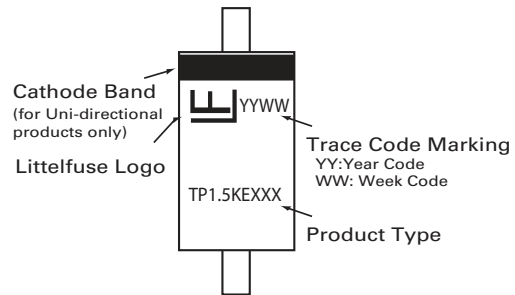 Cathode Band
(for Uni-directional
products only)
Littelfuse Logo
YYWW
Trace Code Marking
YY:Year Code
WW: Week Code
TP1.5KEXXX
Product Type